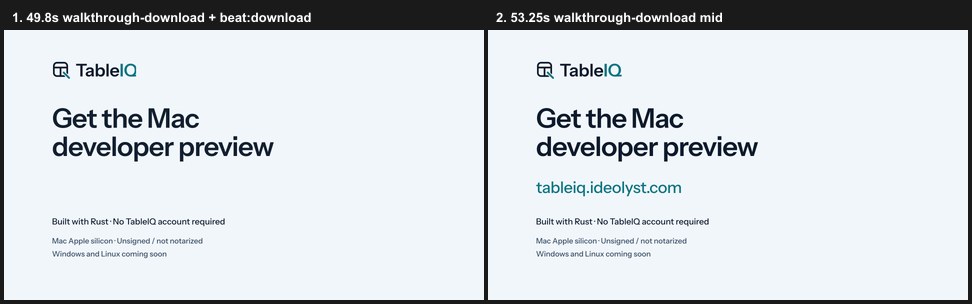 1. 49.8s walkthrough-download + beat:download
TableIQ
Get the Mac
developer preview
Built with Rust · No TableIQ account required
Mac Apple silicon · Unsigned / not notarized
Windows and Linux coming soon
2. 53.25s walkthrough-download mid
TableIQ
Get the Mac
developer preview
tableiq.ideolyst.com
Built with Rust · No TableIQ account required
Mac Apple silicon · Unsigned / not notarized
Windows and Linux coming soon